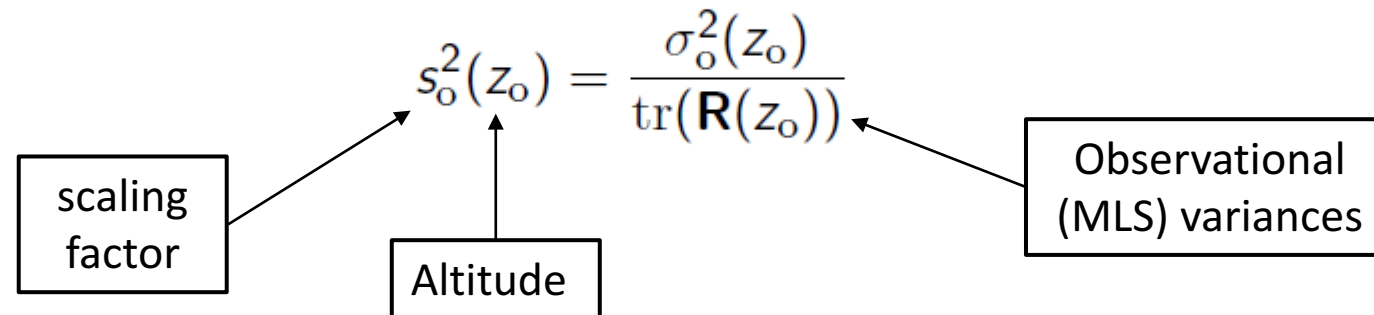 s_o^2(z_o) = σ_o^2(z_o) / tr(R(z_o))
scaling
factor
Altitude
Observational
(MLS) variances